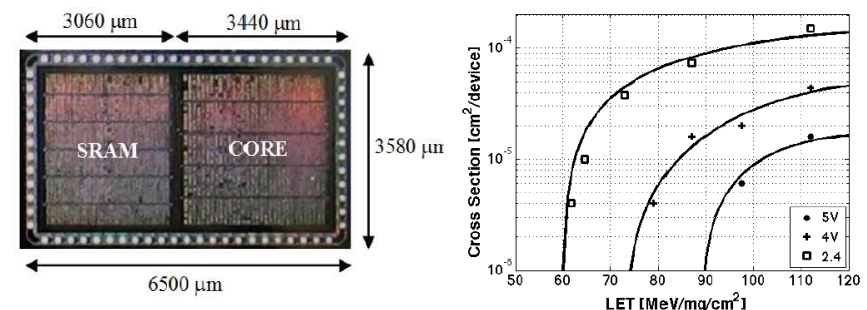 3060 µm
3440 µm
SRAM
CORE
3580 µm
6500 µm
Cross Section [cm²/device]
10⁻⁴
10⁻⁵
10⁻⁶
50 60 70 80 90 100 110 120
LET [MeV/mg/cm²]
5V
4V
2.4